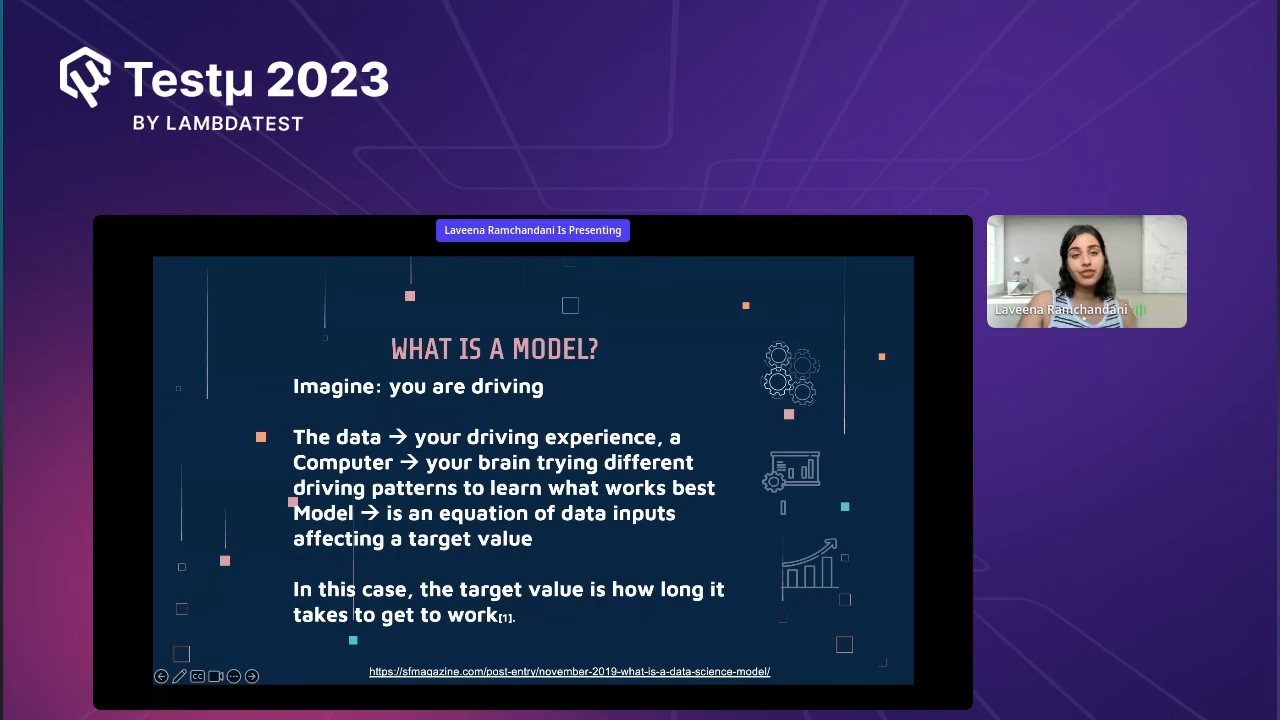 Testμ 2023
BY LAMBDATEST
Laveena Ramchandani Is Presenting
WHAT IS A MODEL?
Imagine: you are driving
The data → your driving experience, a
Computer → your brain trying different
driving patterns to learn what works best
Model → is an equation of data inputs
affecting a target value
In this case, the target value is how long it
takes to get to work[1].
https://sfmagazine.com/post-entry/november-2019-what-is-a-data-science-model/
CC
Laveena Ramchandani